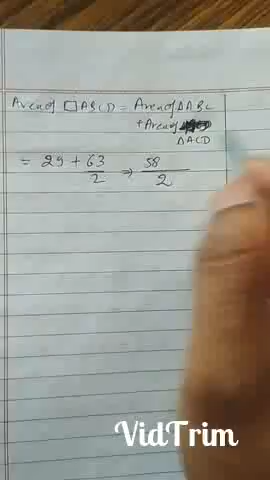 Area of □ABCD = Area of ΔABC
+ Area of
ΔACD
= 29 + 63/2 ⇒ 58/2
VidTrim